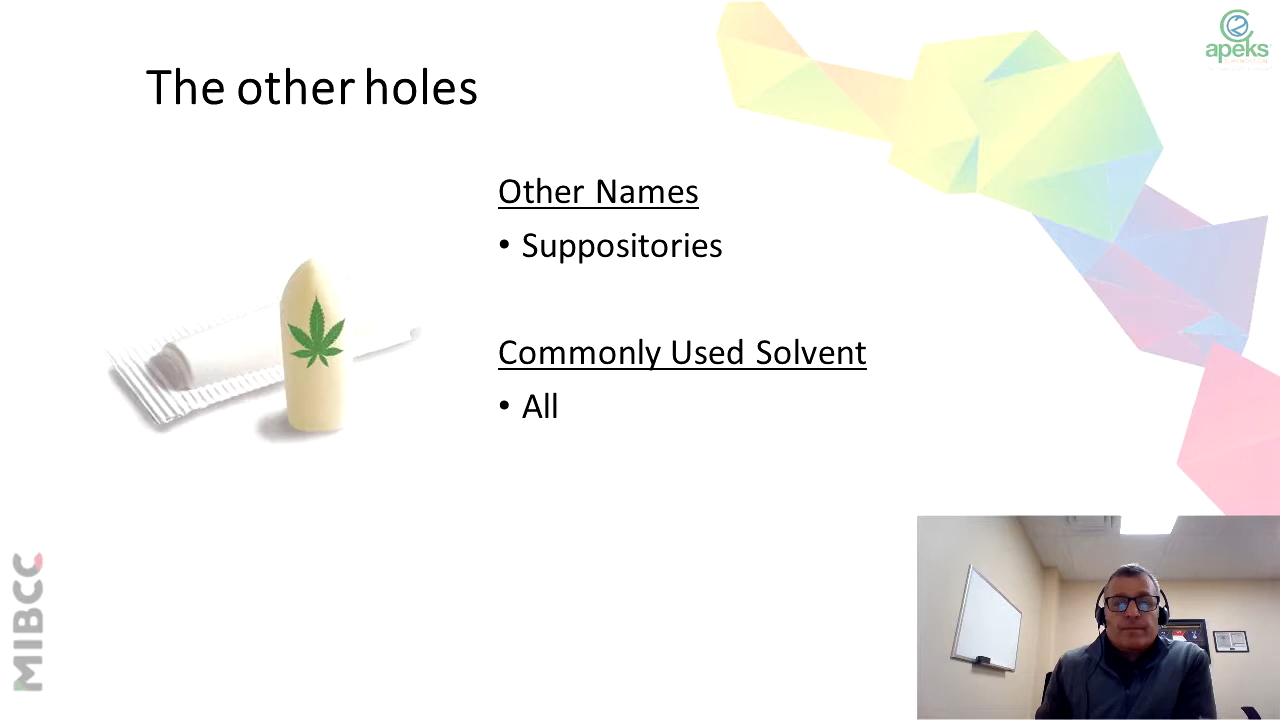 apeks
The other holes
Other Names
• Suppositories
Commonly Used Solvent
• All
MIBCC